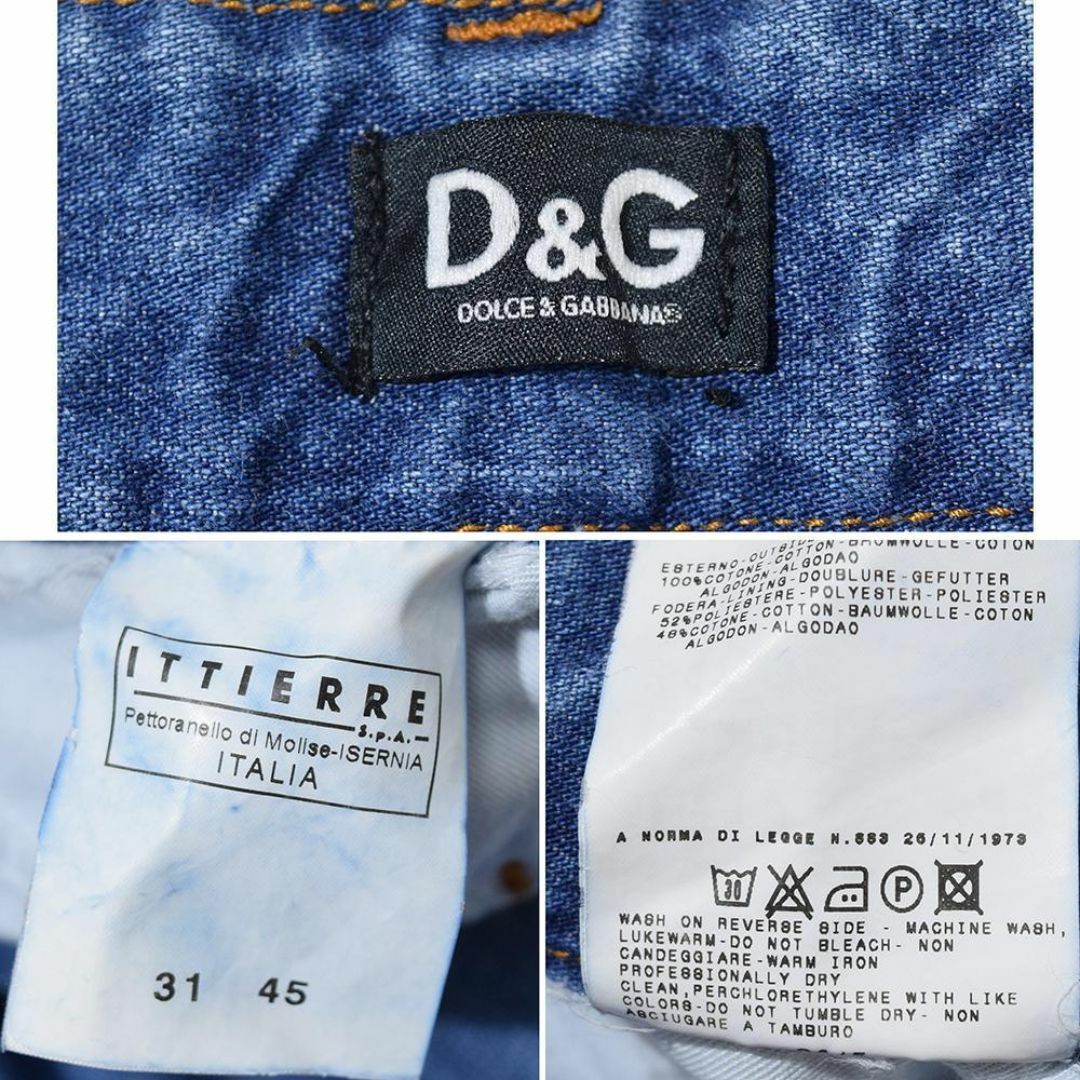 D&G
DOLCE & GABBANAS
ITTIERRE
S.p.A.
Pettoranello di Molise-ISERNIA
ITALIA
31 45
ESTERNO-OUTSIDE
-BAUMWOLLE-COTON
100%COTONE-COTTON-
ALGODON-ALGODAO
FODERA-LINING-DOUBLURE-GEFUTTER
52%POLIESTERE-POLYESTER-POLIESTER
48%COTONE-COTTON-BAUMWOLLE-COTON
ALGODON-ALGODAO
A NORMA DI LEGGE N.883 26/11/1973
30 P
WASH ON REVERSE SIDE - MACHINE WASH,
LUKEWARM-DO NOT BLEACH- NON
CANDEGGIARE-WARM IRON
PROFESSIONALLY DRY
CLEAN,PERCHLORETHYLENE WITH LIKE
COLORS-DO NOT TUMBLE DRY- NON
ASCIUGARE A TAMBURO